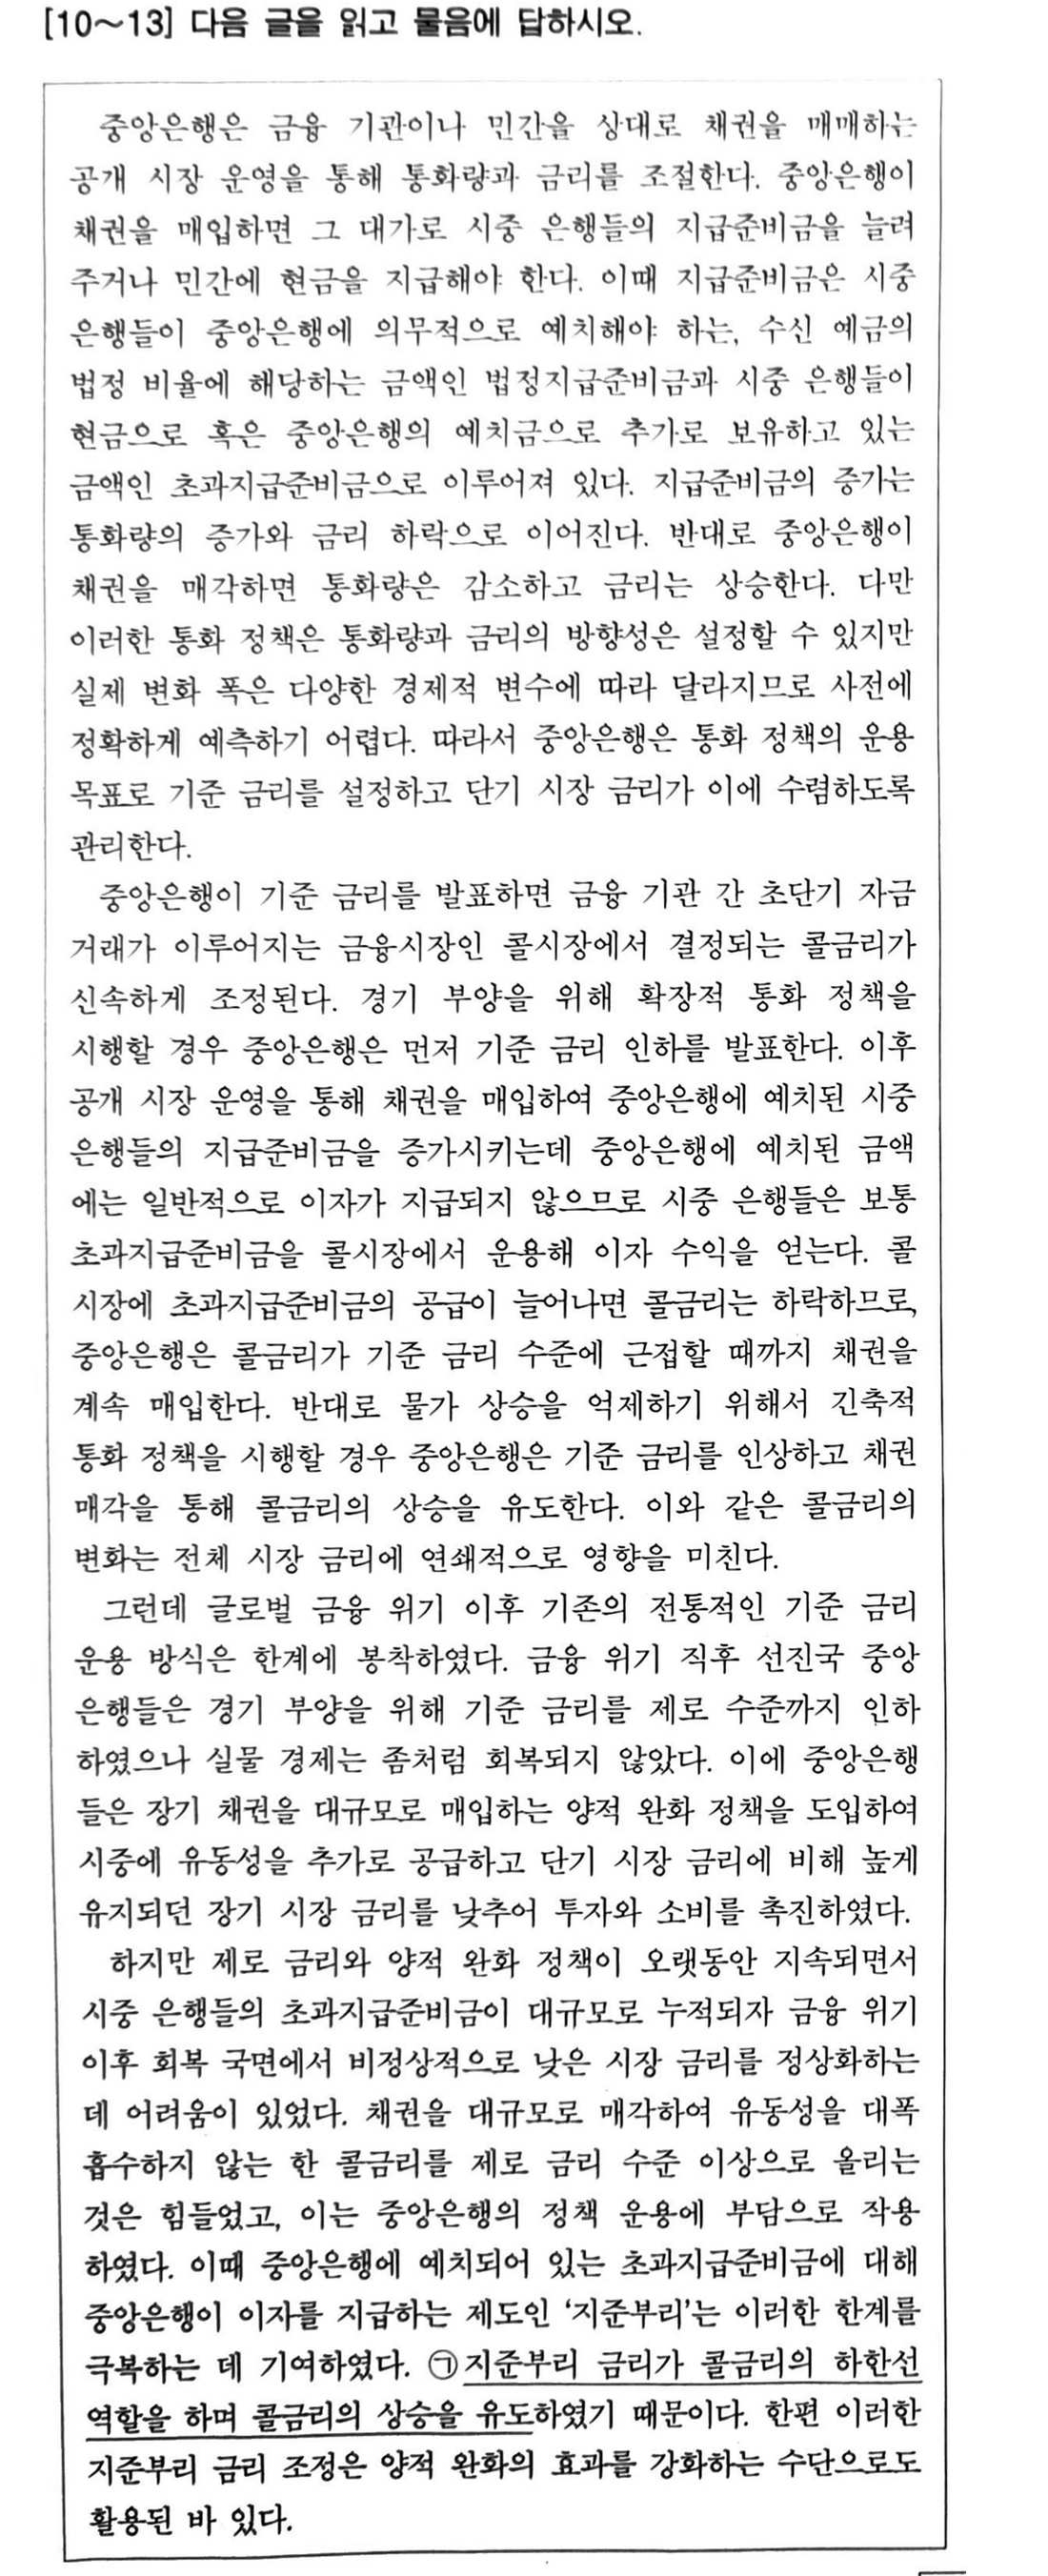 [10～13] 다음 글을 읽고 물음에 답하시오.
중앙은행은 금융 기관이나 민간을 상대로 채권을 매매하는
공개 시장 운영을 통해 통화량과 금리를 조절한다. 중앙은행이
채권을 매입하면 그 대가로 시중 은행들의 지급준비금을 늘려
주거나 민간에 현금을 지급해야 한다. 이때 지급준비금은 시중
은행들이 중앙은행에 의무적으로 예치해야 하는, 수신 예금의
법정 비율에 해당하는 금액인 법정지급준비금과 시중 은행들이
현금으로 혹은 중앙은행의 예치금으로 추가로 보유하고 있는
금액인 초과지급준비금으로 이루어져 있다. 지급준비금의 증가는
통화량의 증가와 금리 하락으로 이어진다. 반대로 중앙은행이
채권을 매각하면 통화량은 감소하고 금리는 상승한다. 다만
이러한 통화 정책은 통화량과 금리의 방향성은 설정할 수 있지만
실제 변화 폭은 다양한 경제적 변수에 따라 달라지므로 사전에
정확하게 예측하기 어렵다. 따라서 중앙은행은 통화 정책의 운용
목표로 기준 금리를 설정하고 단기 시장 금리가 이에 수렴하도록
관리한다.
중앙은행이 기준 금리를 발표하면 금융 기관 간 초단기 자금
거래가 이루어지는 금융시장인 콜시장에서 결정되는 콜금리가
신속하게 조정된다. 경기 부양을 위해 확장적 통화 정책을
시행할 경우 중앙은행은 먼저 기준 금리 인하를 발표한다. 이후
공개 시장 운영을 통해 채권을 매입하여 중앙은행에 예치된 시중
은행들의 지급준비금을 증가시키는데 중앙은행에 예치된 금액
에는 일반적으로 이자가 지급되지 않으므로 시중 은행들은 보통
초과지급준비금을 콜시장에서 운용해 이자 수익을 얻는다. 콜
시장에 초과지급준비금의 공급이 늘어나면 콜금리는 하락하므로,
중앙은행은 콜금리가 기준 금리 수준에 근접할 때까지 채권을
계속 매입한다. 반대로 물가 상승을 억제하기 위해서 긴축적
통화 정책을 시행할 경우 중앙은행은 기준 금리를 인상하고 채권
매각을 통해 콜금리의 상승을 유도한다. 이와 같은 콜금리의
변화는 전체 시장 금리에 연쇄적으로 영향을 미친다.
그런데 글로벌 금융 위기 이후 기존의 전통적인 기준 금리
운용 방식은 한계에 봉착하였다. 금융 위기 직후 선진국 중앙
은행들은 경기 부양을 위해 기준 금리를 제로 수준까지 인하
하였으나 실물 경제는 좀처럼 회복되지 않았다. 이에 중앙은행
들은 장기 채권을 대규모로 매입하는 양적 완화 정책을 도입하여
시중에 유동성을 추가로 공급하고 단기 시장 금리에 비해 높게
유지되던 장기 시장 금리를 낮추어 투자와 소비를 촉진하였다.
하지만 제로 금리와 양적 완화 정책이 오랫동안 지속되면서
시중 은행들의 초과지급준비금이 대규모로 누적되자 금융 위기
이후 회복 국면에서 비정상적으로 낮은 시장 금리를 정상화하는
데 어려움이 있었다. 채권을 대규모로 매각하여 유동성을 대폭
흡수하지 않는 한 콜금리를 제로 금리 수준 이상으로 올리는
것은 힘들었고, 이는 중앙은행의 정책 운용에 부담으로 작용
하였다. 이때 중앙은행에 예치되어 있는 초과지급준비금에 대해
중앙은행이 이자를 지급하는 제도인 ‘지준부리’는 이러한 한계를
극복하는 데 기여하였다. ㉠지준부리 금리가 콜금리의 하한선
역할을 하며 콜금리의 상승을 유도하였기 때문이다. 한편 이러한
지준부리 금리 조정은 양적 완화의 효과를 강화하는 수단으로도
활용된 바 있다.